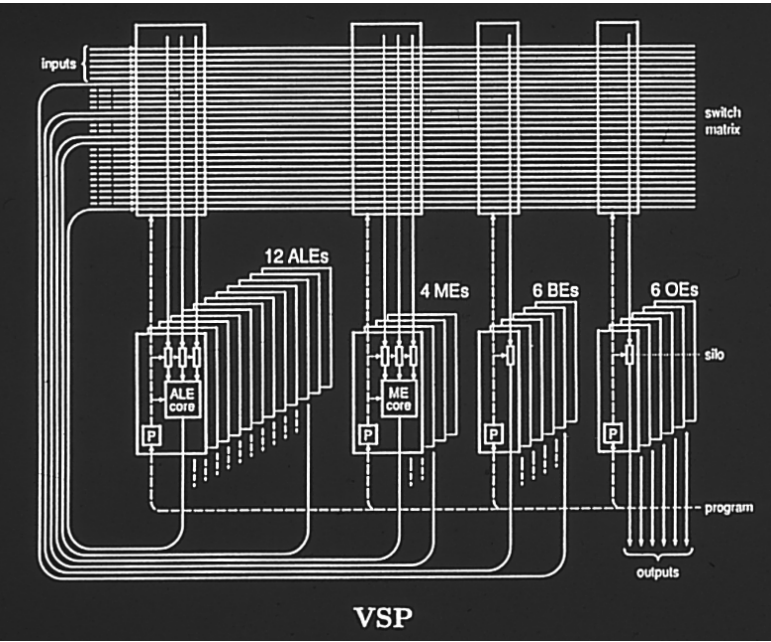 inputs
switch
matrix
12 ALEs
4 MEs
6 BEs
6 OEs
silo
ALE
core
ME
core
P
P
P
P
program
outputs
VSP